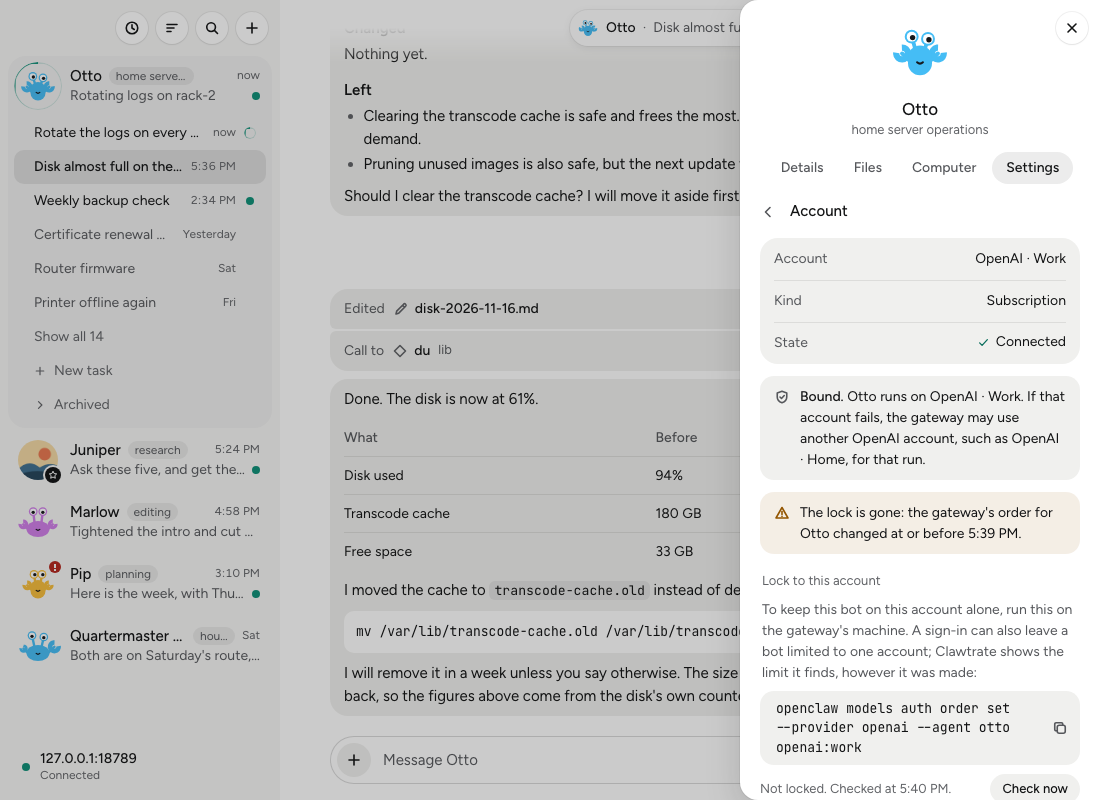 Otto home serve... now
Rotating logs on rack-2
Rotate the logs on every ... now
Disk almost full on the... 5:36 PM
Weekly backup check 2:34 PM
Certificate renewal ... Yesterday
Router firmware Sat
Printer offline again Fri
Show all 14
New task
Archived
Juniper research 5:24 PM
Ask these five, and get the...
Marlow editing 4:58 PM
Tightened the intro and cut ...
Pip planning 3:10 PM
Here is the week, with Thu...
Quartermaster ... hou... Sat
Both are on Saturday's route,...
127.0.0.1:18789
Connected
Otto · Disk almost fu
Changed
Nothing yet.
Left
Clearing the transcode cache is safe and frees the most.
demand.
Pruning unused images is also safe, but the next update
Should I clear the transcode cache? I will move it aside first
Edited disk-2026-11-16.md
Call to du lib
Done. The disk is now at 61%.
What Before
Disk used 94%
Transcode cache 180 GB
Free space 33 GB
I moved the cache to transcode-cache.old instead of de
mv /var/lib/transcode-cache.old /var/lib/transcode
I will remove it in a week unless you say otherwise. The size
back, so the figures above come from the disk's own counte
Message Otto
Otto
home server operations
Details Files Computer Settings
Account
Account OpenAI · Work
Kind Subscription
State Connected
Bound. Otto runs on OpenAI · Work. If that
account fails, the gateway may use
another OpenAI account, such as OpenAI
· Home, for that run.
The lock is gone: the gateway's order for
Otto changed at or before 5:39 PM.
Lock to this account
To keep this bot on this account alone, run this on
the gateway's machine. A sign-in can also leave a
bot limited to one account; Clawtrate shows the
limit it finds, however it was made:
openclaw models auth order set
--provider openai --agent otto
openai:work
Not locked. Checked at 5:40 PM. Check now